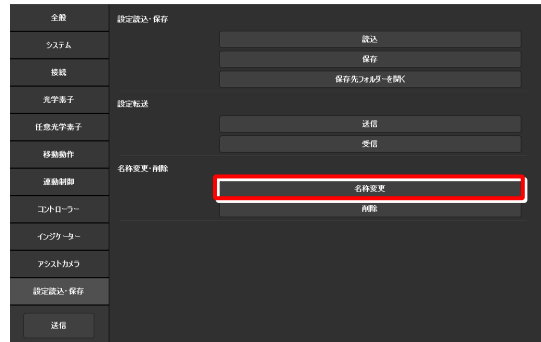 全般
システム
接続
光学素子
任意光学素子
移動動作
連動制御
コントローラー
インジケーター
アシストカメラ
設定読込・保存
送信
設定読込・保存
読込
保存
保存先フォルダーを開く
設定転送
送信
受信
名称変更・削除
名称変更
削除